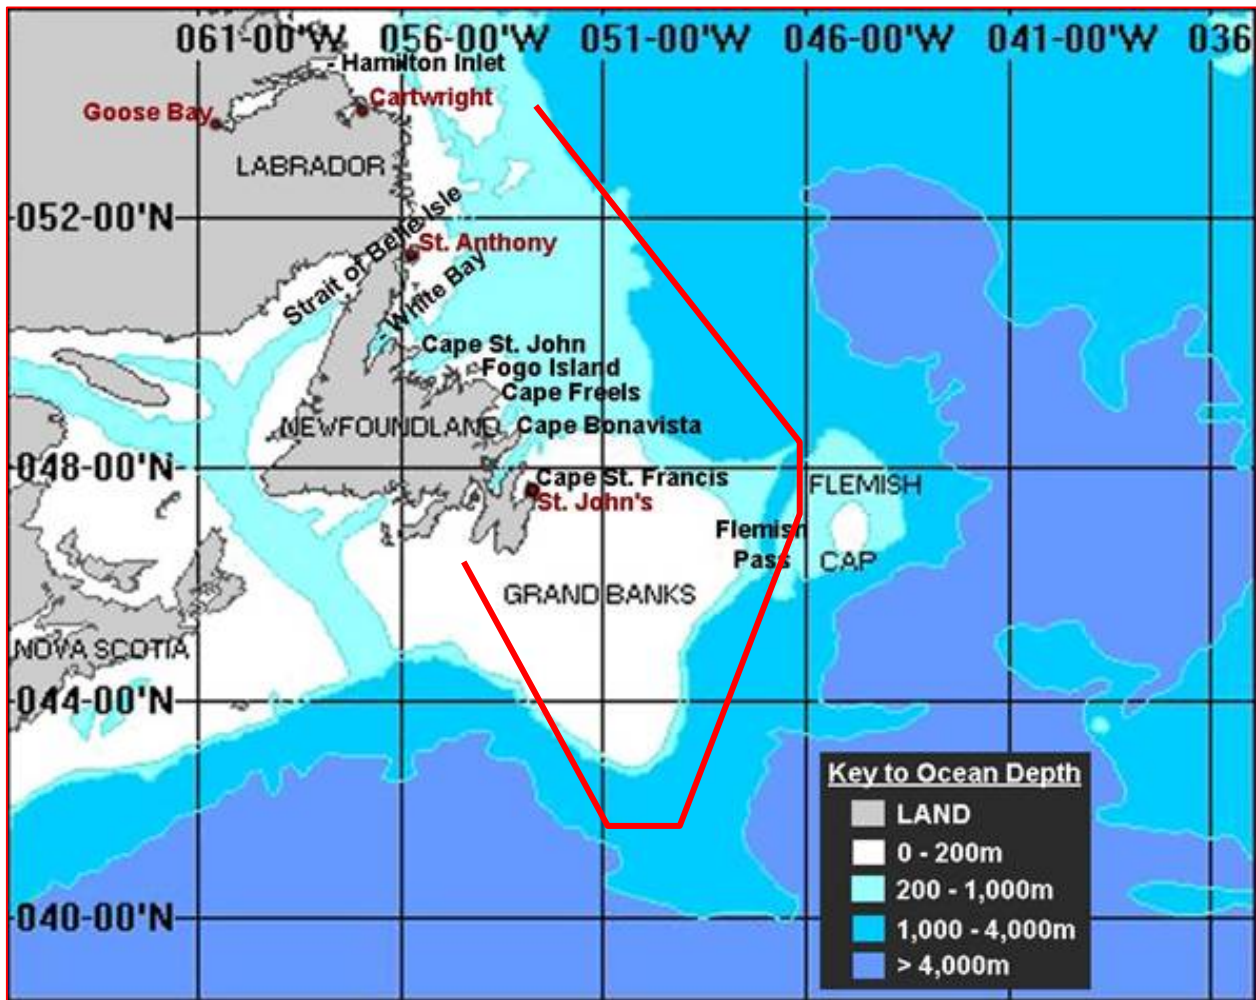 061-00'W 056-00'W 051-00'W 046-00'W 041-00'W 036
Hamilton Inlet
Cartwright
Goose Bay
LABRADOR
052-00'N
Strait of Belle Isle
St. Anthony
White Bay
Cape St. John
Fogo Island
Cape Freels
NEWFOUNDLAND
Cape Bonavista
048-00'N
Cape St. Francis
St. John's
FLEMISH
CAP
Flemish
Pass
GRAND BANKS
NOVA SCOTIA
044-00'N
040-00'N
Key to Ocean Depth
LAND
0 - 200m
200 - 1,000m
1,000 - 4,000m
> 4,000m